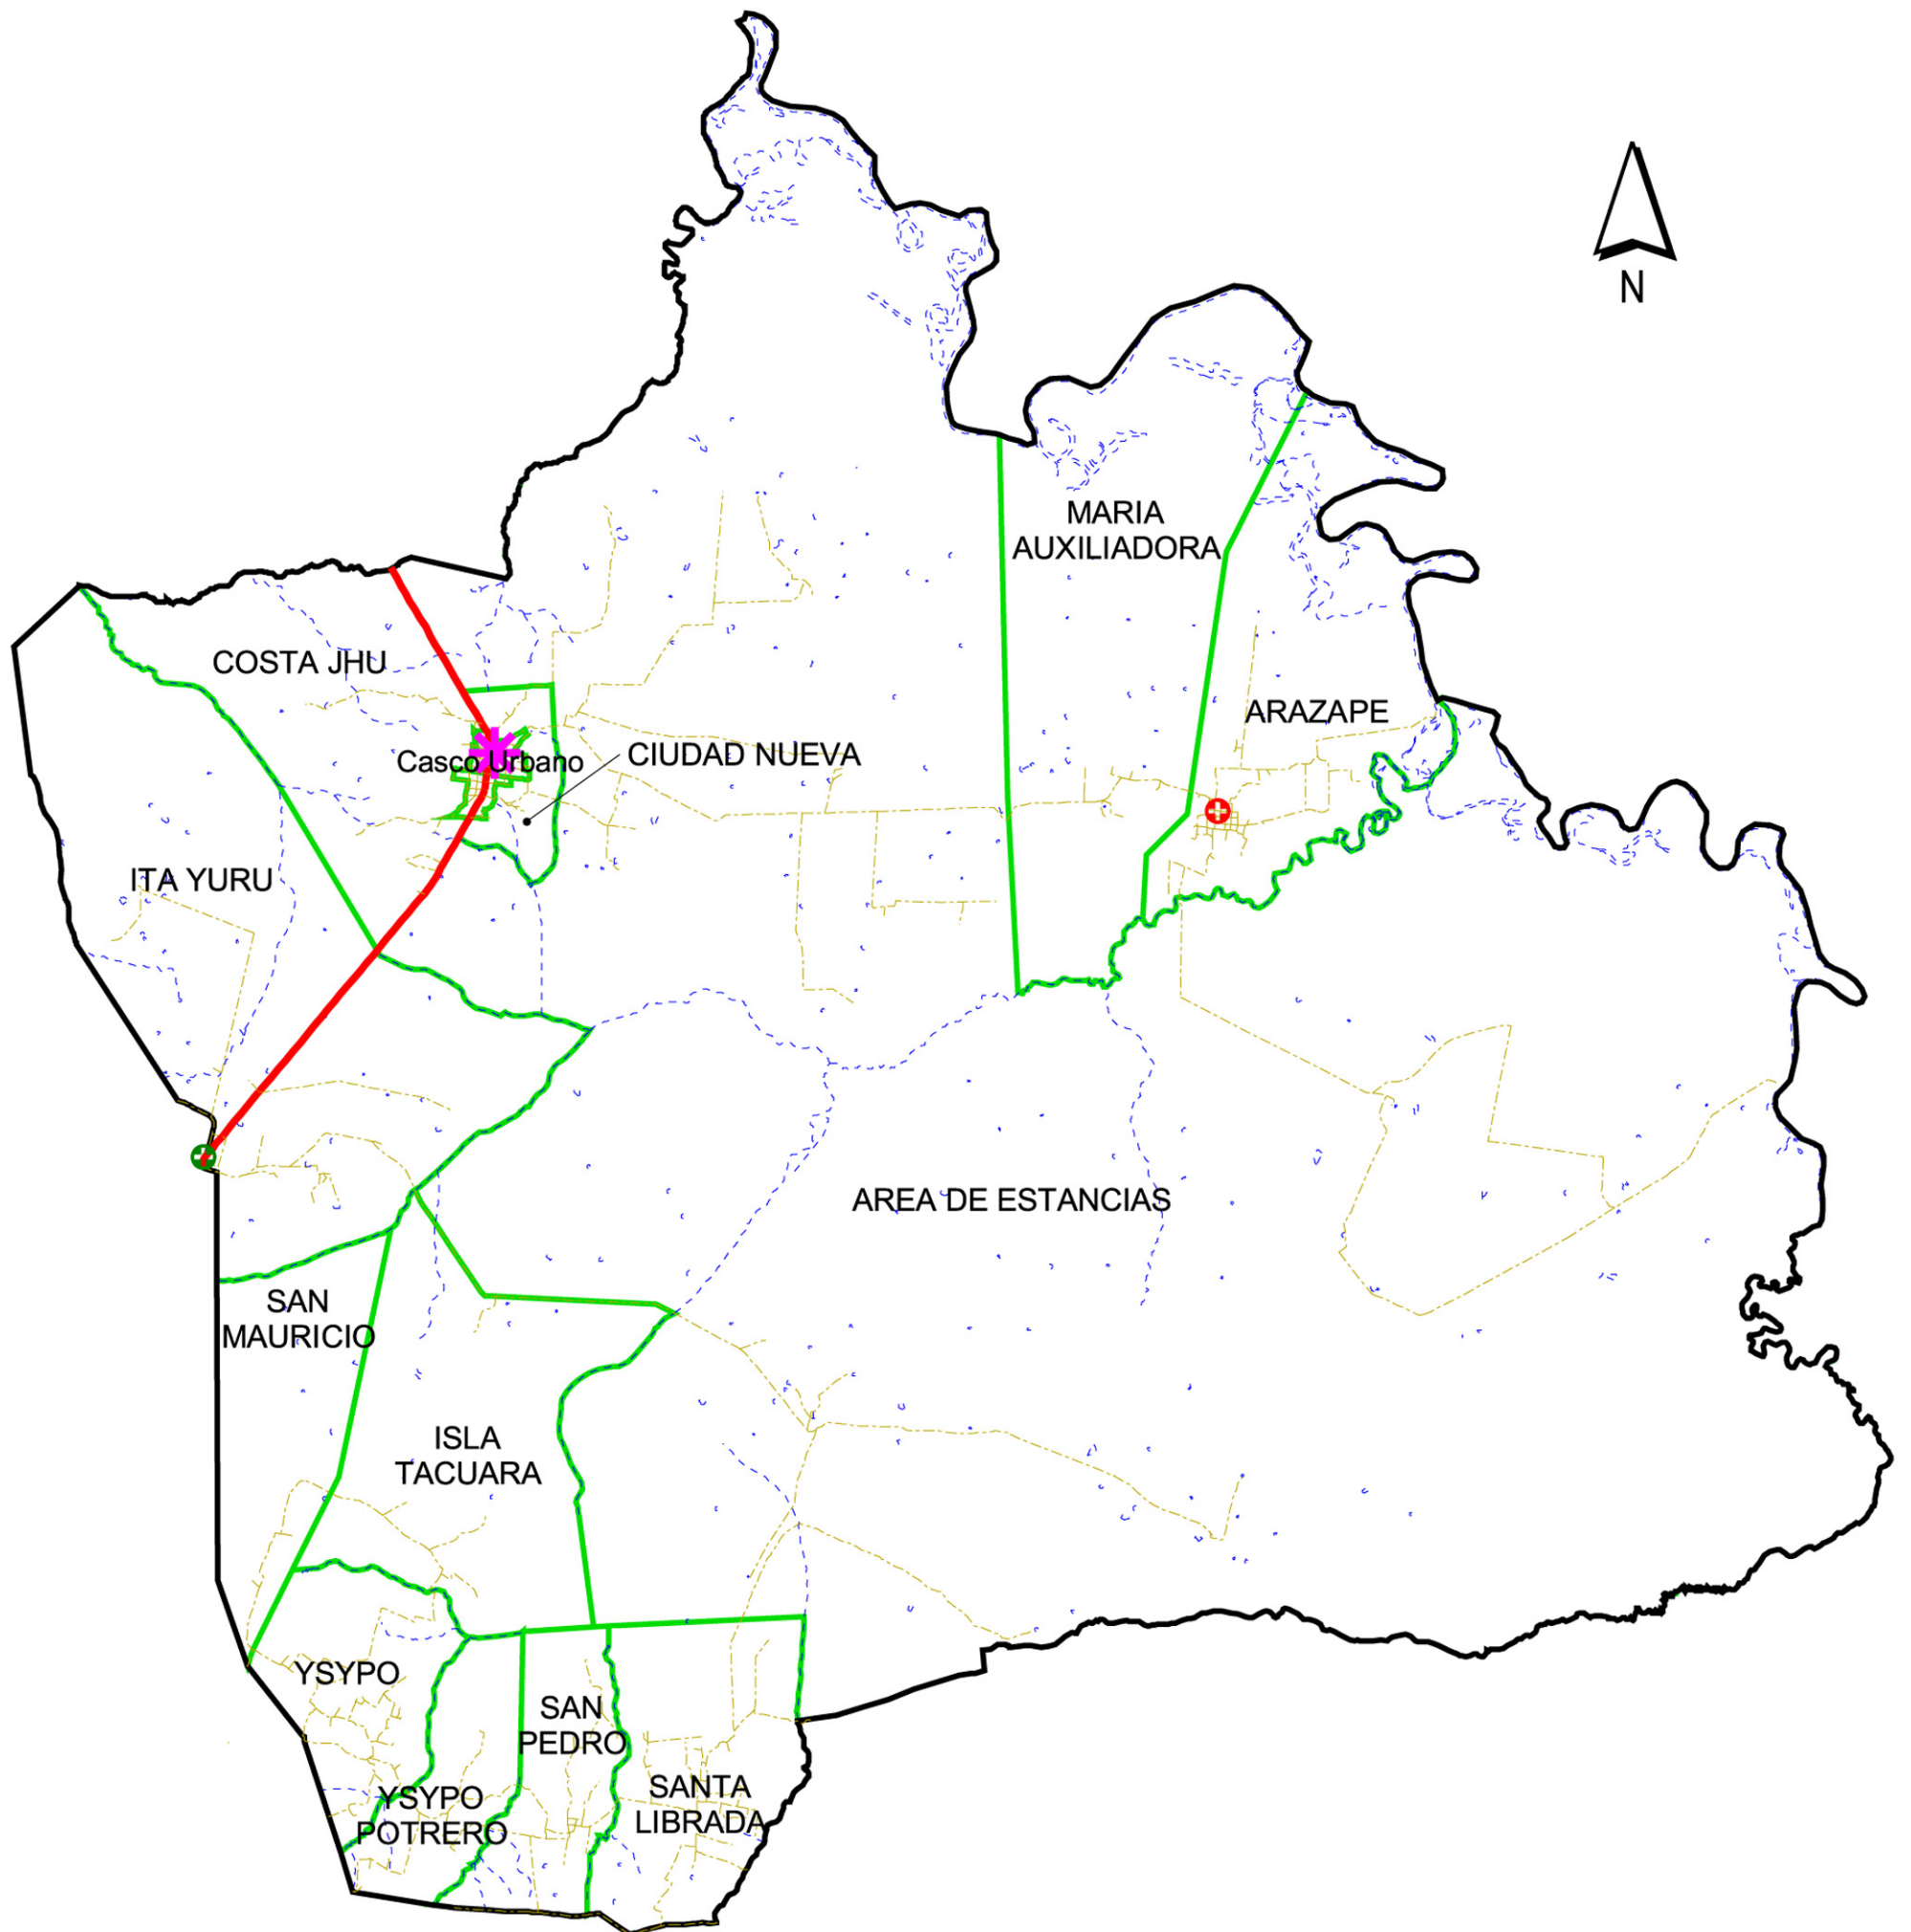 N
MARIA
AUXILIADORA
COSTA JHU
ARAZAPE
CIUDAD NUEVA
Casco Urbano
ITA YURU
AREA DE ESTANCIAS
SAN
MAURICIO
ISLA
TACUARA
YSYPO
SAN
PEDRO
SANTA
LIBRADA
YSYPO
POTRERO